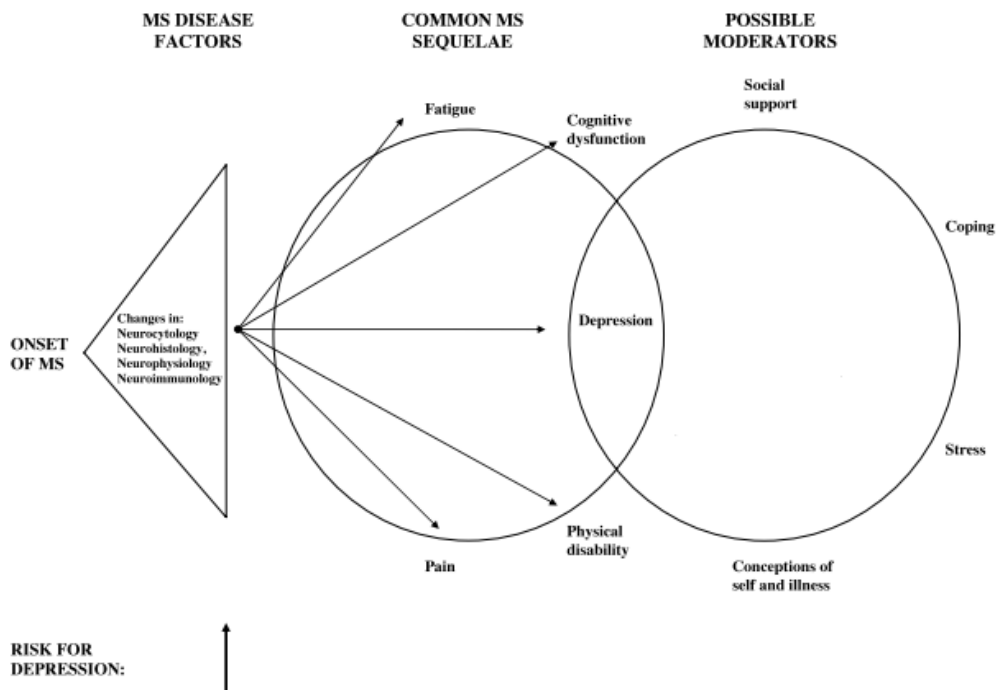 MS DISEASE
FACTORS
COMMON MS
SEQUELAE
POSSIBLE
MODERATORS
Social
support
Fatigue
Cognitive
dysfunction
Coping
Changes in:
Neurocytology
Neurohistology,
Neurophysiology
Neuroimmunology
ONSET
OF MS
Depression
Stress
Physical
disability
Pain
Conceptions of
self and illness
RISK FOR
DEPRESSION: